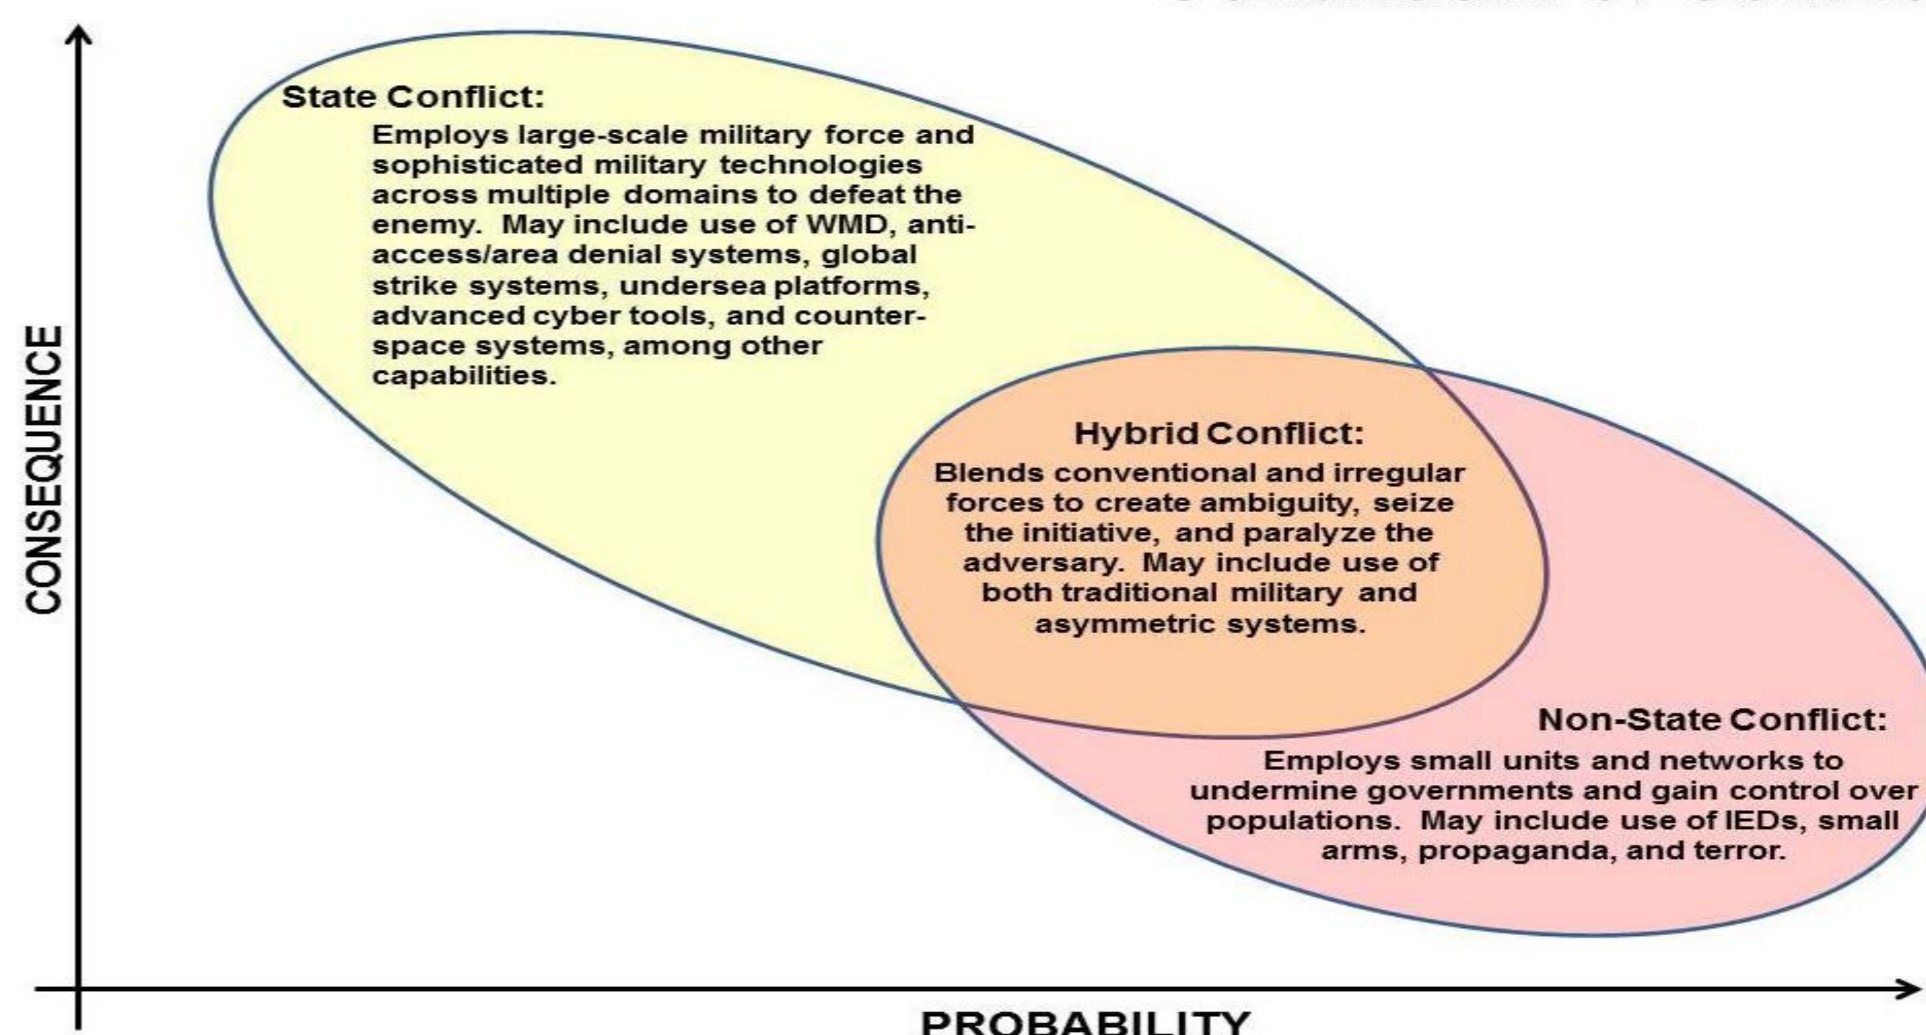 State Conflict:
Employs large-scale military force and
sophisticated military technologies
across multiple domains to defeat the
enemy. May include use of WMD, anti-
access/area denial systems, global
strike systems, undersea platforms,
advanced cyber tools, and counter-
space systems, among other
capabilities.
CONSEQUENCE
Hybrid Conflict:
Blends conventional and irregular
forces to create ambiguity, seize
the initiative, and paralyze the
adversary. May include use of
both traditional military and
asymmetric systems.
Non-State Conflict:
Employs small units and networks to
undermine governments and gain control over
populations. May include use of IEDs, small
arms, propaganda, and terror.
PROBABILITY